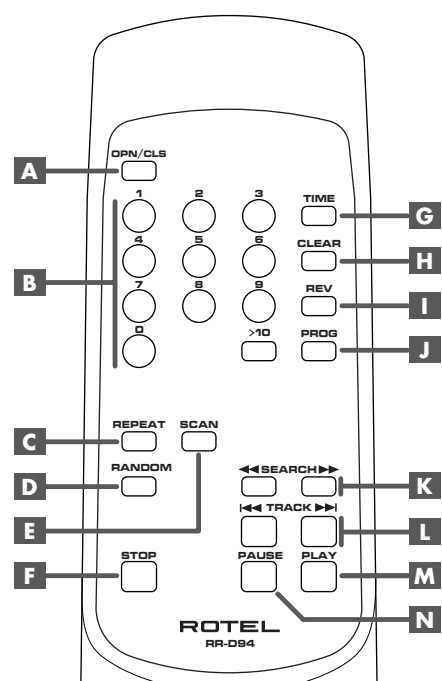 OPN/CLS
A
1 2 3 TIME
G
4 5 6 CLEAR
H
B
7 8 9 REV
I
0 >10 PROG
J
REPEAT SCAN
C
RANDOM ◀◀SEARCH▶▶
D
K
E
|◀◀ TRACK ▶▶|
L
STOP PAUSE PLAY
F
M
N
ROTEL
RR-D94